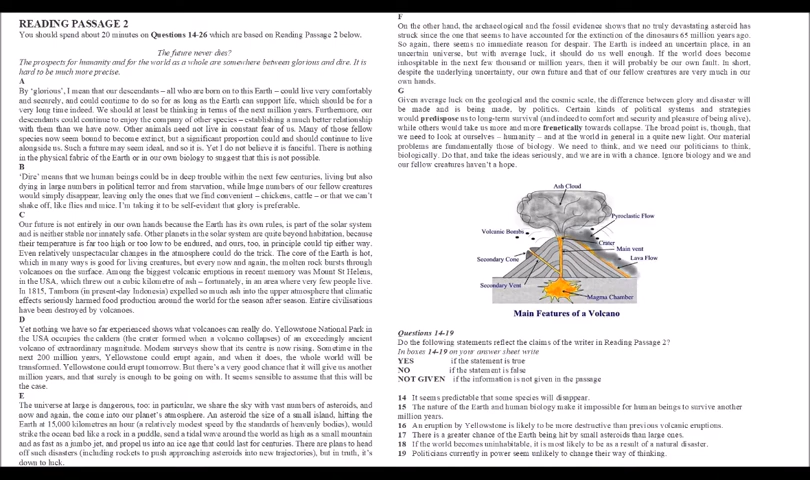 READING PASSAGE 2
You should spend about 20 minutes on Questions 14-26 which are based on Reading Passage 2 below.
The future never dies?
The prospects for humanity and for the world as a whole are somewhere between glorious and dire. It is
hard to be much more precise.
A
By 'glorious', I mean that our descendants – all who are born on to this Earth – could live very comfortably
and securely, and could continue to do so for as long as the Earth can support life, which should be for a
very long time indeed. We should at least be thinking in terms of the next million years. Furthermore, our
descendants could continue to enjoy the company of other species – establishing a much better relationship
with them than we have now. Other animals need not live in constant fear of us. Many of those fellow
species now seem bound to become extinct, but a significant proportion could and should continue to live
alongside us. Such a future may seem ideal, and so it is. Yet I do not believe it is fanciful. There is nothing
in the physical fabric of the Earth or in our own biology to suggest that this is not possible.
B
'Dire' means that we human beings could be in deep trouble within the next few centuries, living but also
dying in large numbers in political terror and from starvation, while huge numbers of our fellow creatures
would simply disappear, leaving only the ones that we find convenient – chickens, cattle – or that we can't
shake off, like flies and mice. I'm taking it to be self-evident that glory is preferable.
C
Our future is not entirely in our own hands because the Earth has its own rules, is part of the solar system
and is neither stable nor innately safe. Other planets in the solar system are quite beyond habitation, because
their temperature is far too high or too low to be endured, and ours, too, in principle could tip either way.
Even relatively unspectacular changes in the atmosphere could do the trick. The core of the Earth is hot,
which in many ways is good for living creatures, but every now and again, the molten rock bursts through
volcanoes on the surface. Among the biggest volcanic eruptions in recent memory was Mount St Helens,
in the USA, which threw out a cubic kilometre of ash – fortunately, in an area where very few people live.
In 1815, Tambora (in present-day Indonesia) expelled so much ash into the upper atmosphere that climatic
effects seriously harmed food production around the world for the season after season. Entire civilisations
have been destroyed by volcanoes.
D
Yet nothing we have so far experienced shows what volcanoes can really do. Yellowstone National Park in
the USA occupies the caldera (the crater formed when a volcano collapses) of an exceedingly ancient
volcano of extraordinary magnitude. Modern surveys show that its centre is now rising. Sometime in the
next 200 million years, Yellowstone could erupt again, and when it does, the whole world will be
transformed. Yellowstone could erupt tomorrow. But there's a very good chance that it will give us another
million years, and that surely is enough to be going on with. It seems sensible to assume that this will be
the case.
E
The universe at large is dangerous, too: in particular, we share the sky with vast numbers of asteroids, and
now and again, the come into our planet's atmosphere. An asteroid the size of a small island, hitting the
Earth at 15,000 kilometres an hour (a relatively modest speed by the standards of heavenly bodies), would
strike the ocean bed like a rock in a puddle, send a tidal wave around the world as high as a small mountain
and as fast as a jumbo jet, and propel us into an ice age that could last for centuries. There are plans to head
off such disasters (including rockets to push approaching asteroids into new trajectories), but in truth, it's
down to luck.
F
On the other hand, the archaeological and the fossil evidence shows that no truly devastating asteroid has
struck since the one that seems to have accounted for the extinction of the dinosaurs 65 million years ago.
So again, there seems no immediate reason for despair. The Earth is indeed an uncertain place, in an
uncertain universe, but with average luck, it should do us well enough. If the world does become
inhospitable in the next few thousand or million years, then it will probably be our own fault. In short,
despite the underlying uncertainty, our own future and that of our fellow creatures are very much in our
own hands.
G
Given average luck on the geological and the cosmic scale, the difference between glory and disaster will
be made and is being made, by politics. Certain kinds of political systems and strategies
would predispose us to long-term survival (and indeed to comfort and security and pleasure of being alive),
while others would take us more and more frenetically towards collapse. The broad point is, though, that
we need to look at ourselves – humanity – and at the world in general in a quite new light. Our material
problems are fundamentally those of biology. We need to think, and we need our politicians to think,
biologically. Do that, and take the ideas seriously, and we are in with a chance. Ignore biology and we and
our fellow creatures haven't a hope.
Ash Cloud
Pyroclastic Flow
Volcanic Bombs
Crater
Main vent
Secondary Cone
Lava Flow
Secondary Vent
Magma Chamber
Main Features of a Volcano
Questions 14-19
Do the following statements reflect the claims of the writer in Reading Passage 2?
In boxes 14-19 on your answer sheet write
YES if the statement is true
NO if the statement is false
NOT GIVEN if the information is not given in the passage
14 It seems predictable that some species will disappear.
15 The nature of the Earth and human biology make it impossible for human beings to survive another
million years.
16 An eruption by Yellowstone is likely to be more destructive than previous volcanic eruptions.
17 There is a greater chance of the Earth being hit by small asteroids than large ones.
18 If the world becomes uninhabitable, it is most likely to be as a result of a natural disaster.
19 Politicians currently in power seem unlikely to change their way of thinking.